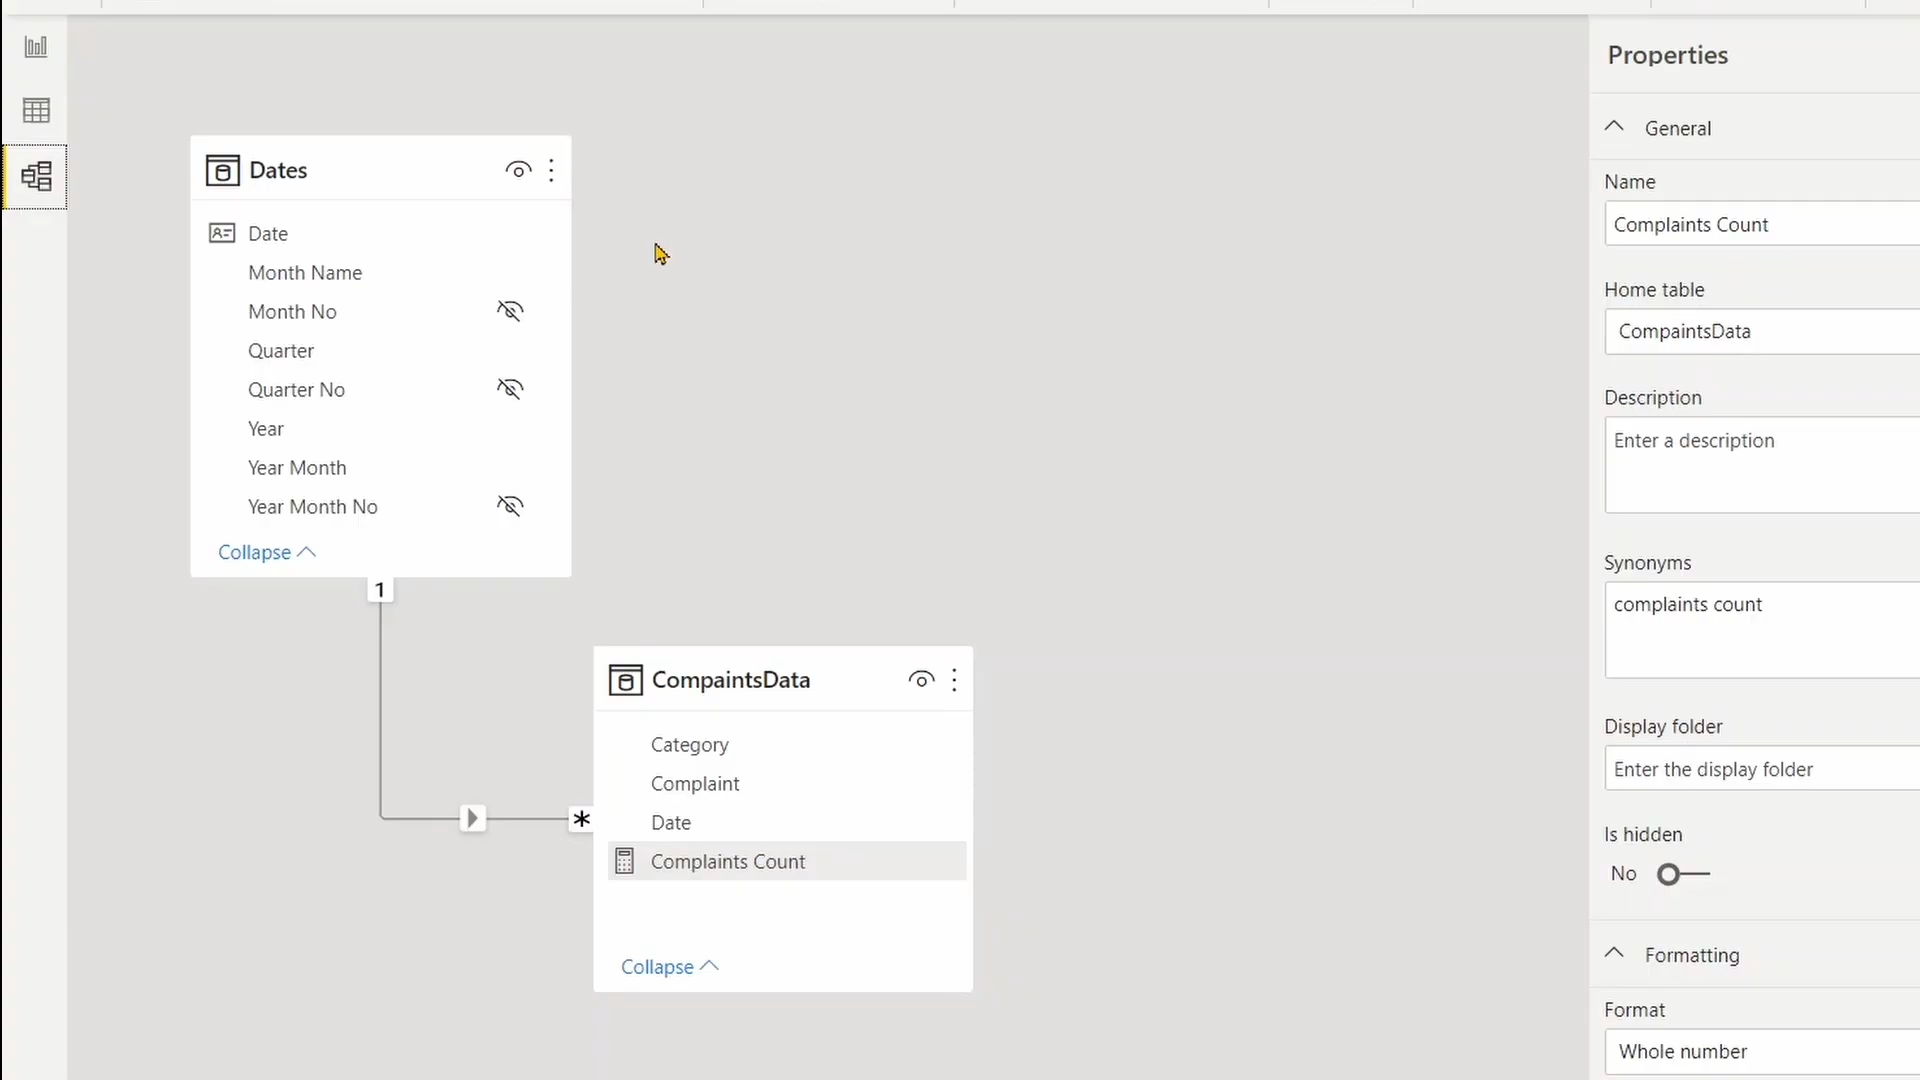 Dates
Date
Month Name
Month No
Quarter
Quarter No
Year
Year Month
Year Month No
Collapse
1
*
CompaintsData
Category
Complaint
Date
Complaints Count
Collapse
Properties
General
Name
Complaints Count
Home table
CompaintsData
Description
Enter a description
Synonyms
complaints count
Display folder
Enter the display folder
Is hidden
No
Formatting
Format
Whole number